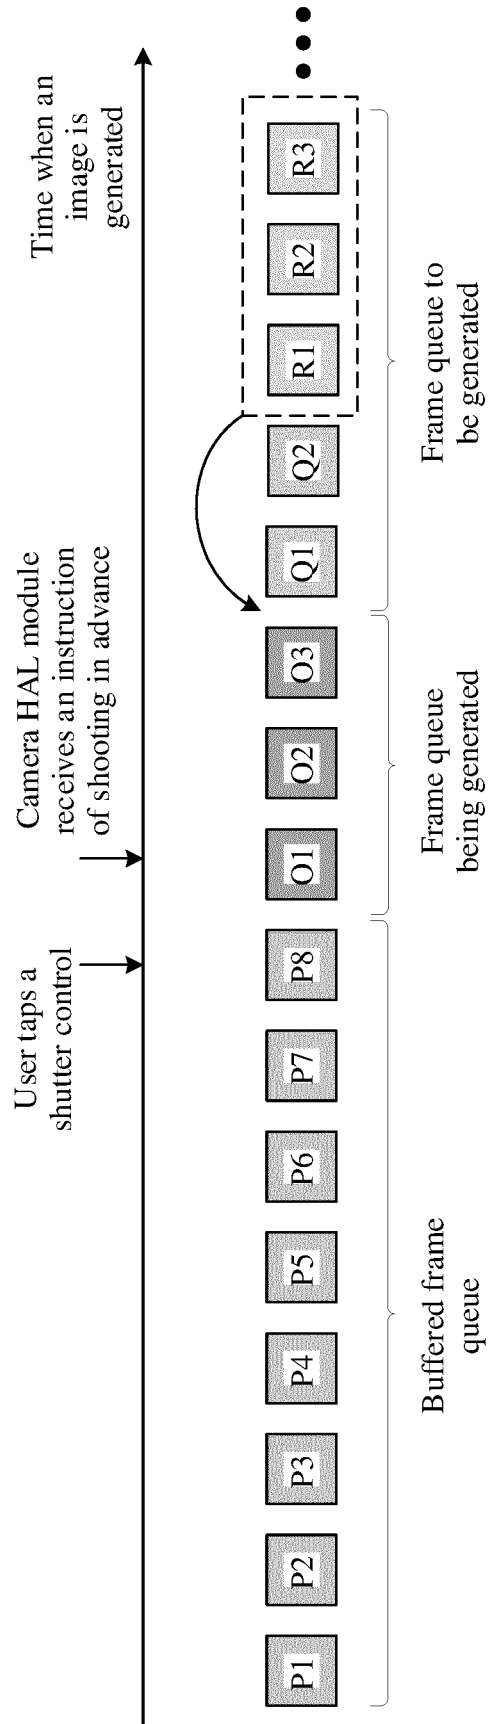 User taps a
shutter control
Camera HAL module
receives an instruction
of shooting in advance
Time when an
image is
generated
P1
P2
P3
P4
P5
P6
P7
P8
O1
O2
O3
Q1
Q2
R1
R2
R3
Buffered frame
queue
Frame queue
being generated
Frame queue to
be generated